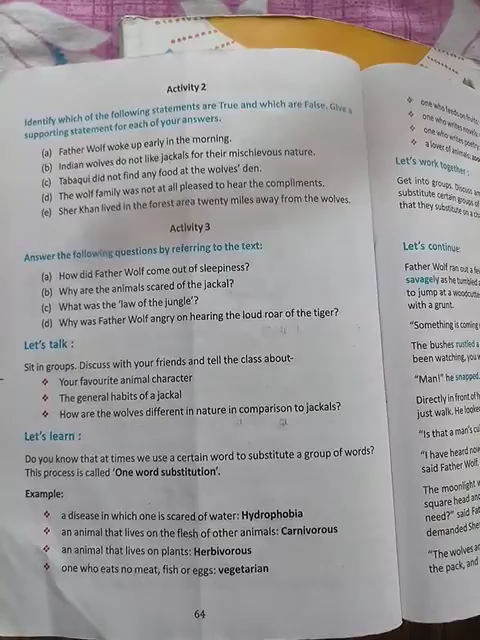 Activity 2
Identify which of the following statements are True and which are False. Give a
supporting statement for each of your answers.
(a) Father Wolf woke up early in the morning.
(b) Indian wolves do not like jackals for their mischievous nature.
(c) Tabaqui did not find any food at the wolves' den.
(d) The wolf family was not at all pleased to hear the compliments.
(e) Sher Khan lived in the forest area twenty miles away from the wolves.
Activity 3
Answer the following questions by referring to the text:
(a) How did Father Wolf come out of sleepiness?
(b) Why are the animals scared of the jackal?
(c) What was the 'law of the jungle'?
(d) Why was Father Wolf angry on hearing the loud roar of the tiger?
Let's talk :
Sit in groups. Discuss with your friends and tell the class about-
❖ Your favourite animal character
❖ The general habits of a jackal
❖ How are the wolves different in nature in comparison to jackals?
Let's learn :
Do you know that at times we use a certain word to substitute a group of words?
This process is called 'One word substitution'.
Example:
❖ a disease in which one is scared of water: Hydrophobia
❖ an animal that lives on the flesh of other animals: Carnivorous
❖ an animal that lives on plants: Herbivorous
❖ one who eats no meat, fish or eggs: vegetarian
64
❖ one who feeds on fruits
❖ one who writes novels
❖ one who writes poetry
❖ a lover of animals
Let's work together :
Get into groups. Discuss
substitute certain groups of
that they substitute on a
Let's continue:
Father Wolf ran out a
savagely as he tumbled
to jump at a
with a grunt.
"Something is coming
The bushes rustled
been watching, you
"Man!" he snapped.
Directly in front of
just walk. He looked
"Is that a man's
"I have heard now
said Father Wolf.
The moonlight
square head and
need?" said
demanded
"The wolves
the pack, and